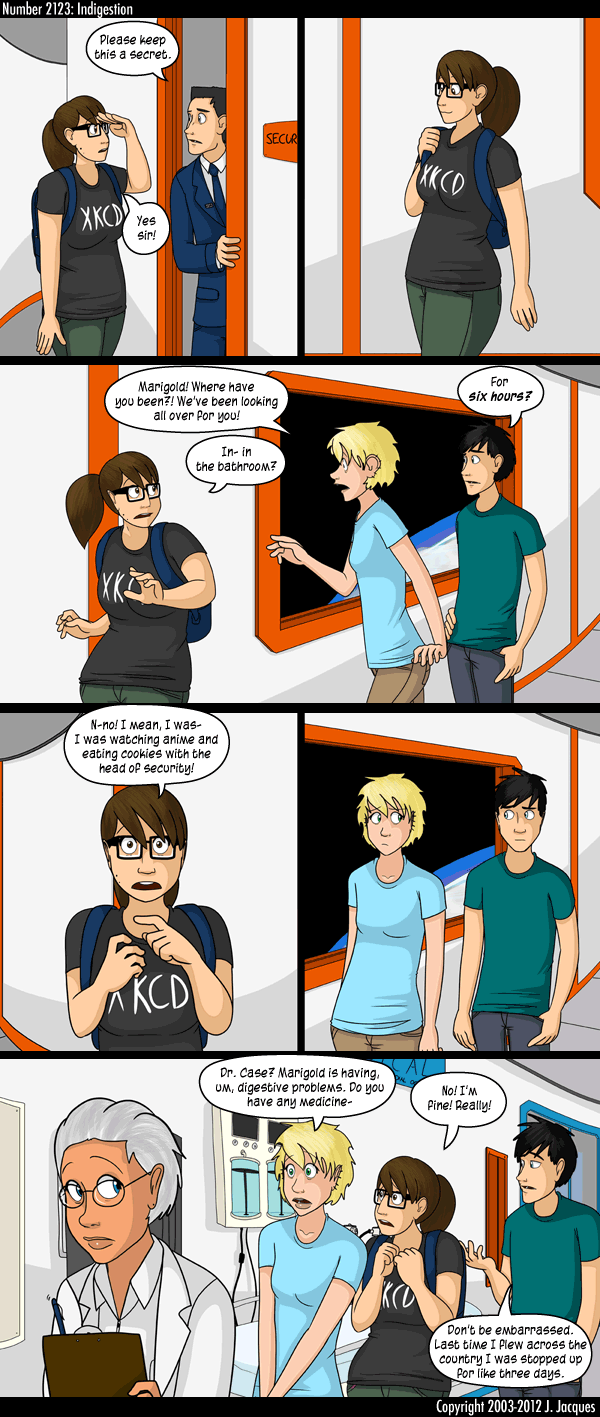 Number 2123: Indigestion
Please keep
this a secret.
Yes
sir!
XKCD
SECUR
XKCD
Marigold! Where have
you been?! We've been looking
all over for you!
For
six hours?
In- in
the bathroom?
XKC
N-no! I mean, I was-
I was watching anime and
eating cookies with the
head of security!
XKCD
CAL
Dr. Case? Marigold is having,
um, digestive problems. Do you
have any medicine-
No! I'm
fine! Really!
KCD
Don't be embarrassed.
Last time I flew across the
country I was stopped up
for like three days.
Copyright 2003-2012 J. Jacques